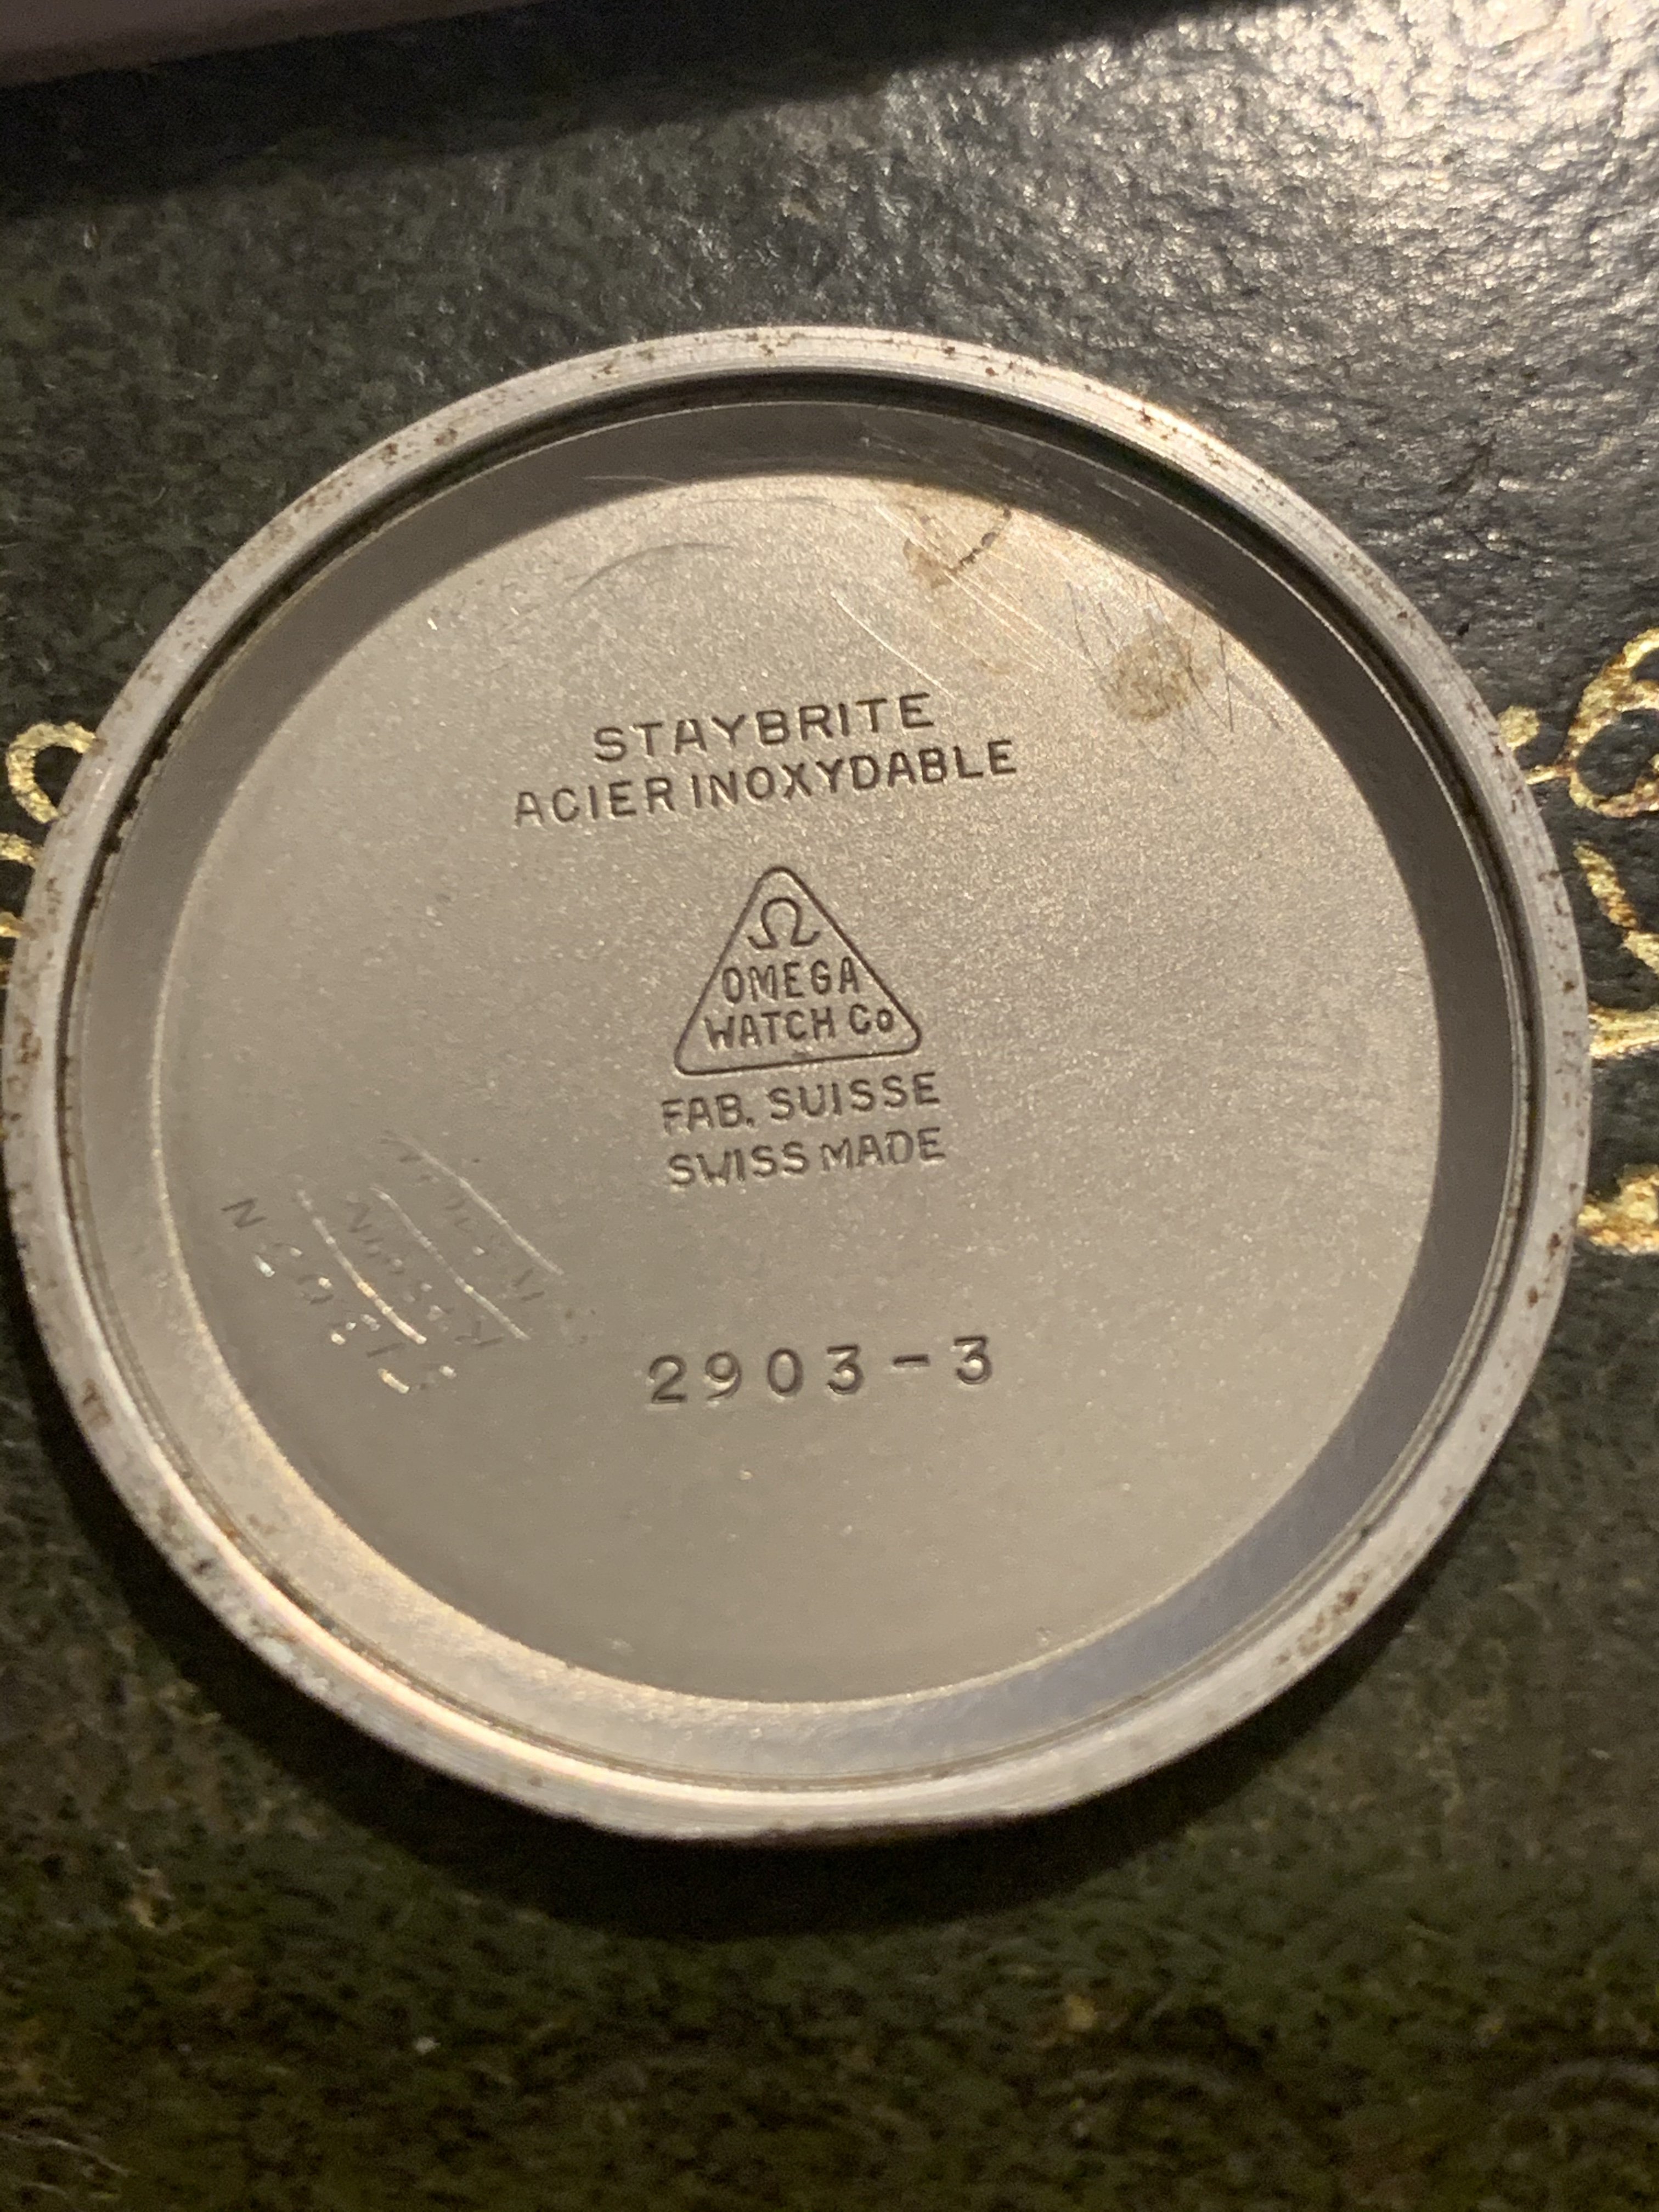 STAYBRITE
ACIER INOXYDABLE
Ω
OMEGA
WATCH Co
FAB. SUISSE
SWISS MADE
2903-3